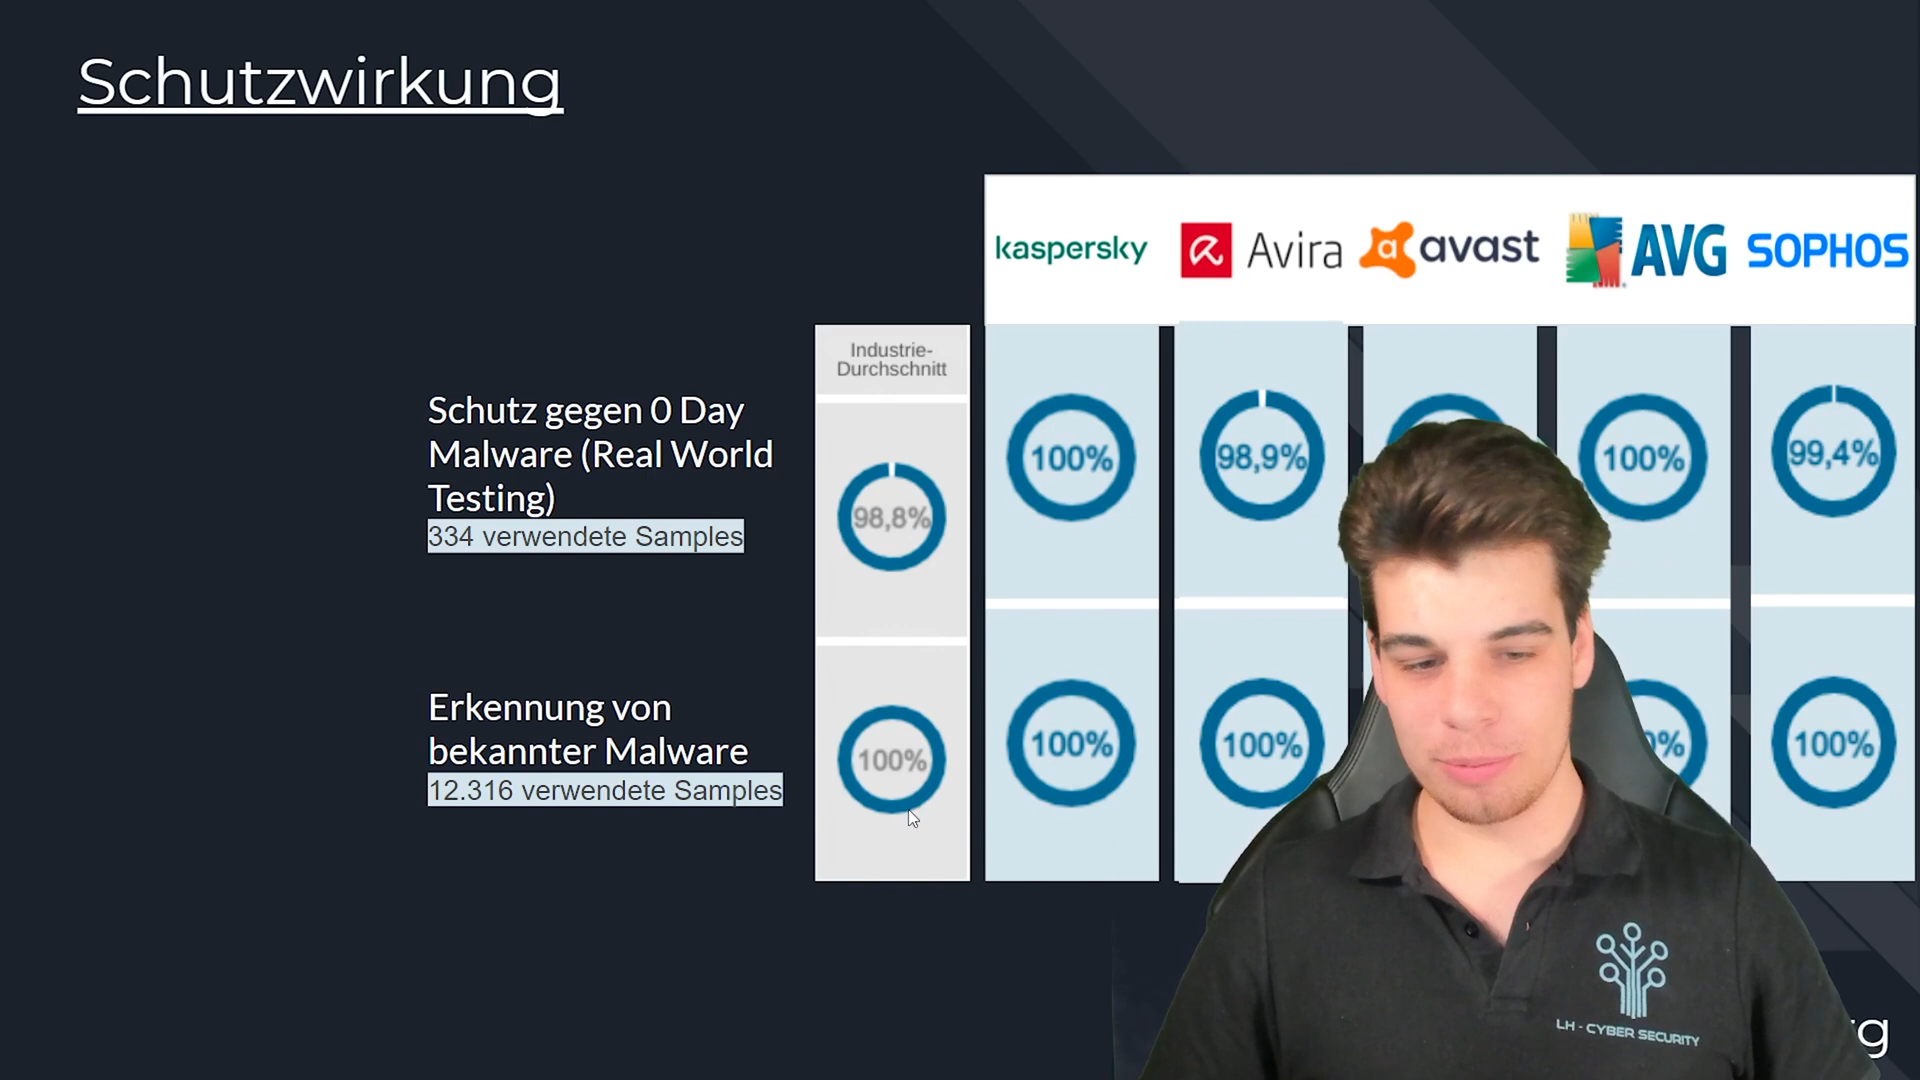 Schutzwirkung
kaspersky
Avira
avast
AVG
SOPHOS
Industrie-
Durchschnitt
Schutz gegen 0 Day
Malware (Real World
Testing)
334 verwendete Samples
98,8%
100%
98,9%
100%
99,4%
Erkennung von
bekannter Malware
12.316 verwendete Samples
100%
100%
100%
100%
LH - CYBER SECURITY